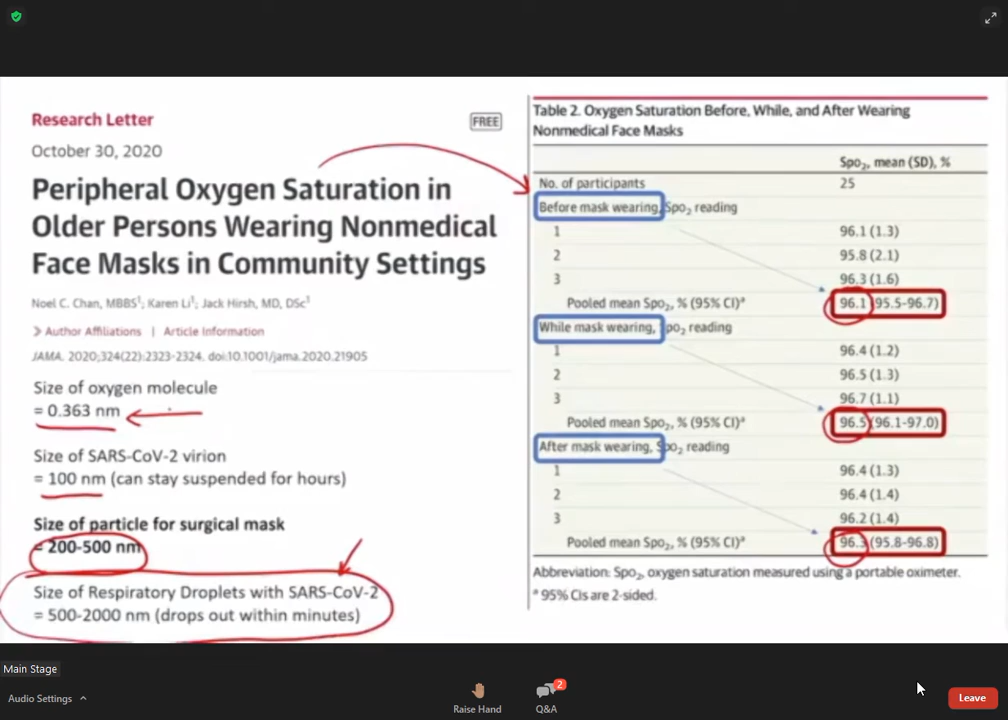 Research Letter
FREE
October 30, 2020
Peripheral Oxygen Saturation in
Older Persons Wearing Nonmedical
Face Masks in Community Settings
Noel C. Chan, MBBS¹; Karen Li¹; Jack Hirsh, MD, DSc¹
» Author Affiliations | Article Information
JAMA. 2020;324(22):2323-2324. doi:10.1001/jama.2020.21905
Size of oxygen molecule
= 0.363 nm
Size of SARS-CoV-2 virion
= 100 nm (can stay suspended for hours)
Size of particle for surgical mask
= 200-500 nm
Size of Respiratory Droplets with SARS-CoV-2
= 500-2000 nm (drops out within minutes)
Table 2. Oxygen Saturation Before, While, and After Wearing
Nonmedical Face Masks
Spo₂, mean (SD), %
No. of participants 25
Before mask wearing, Spo₂ reading
1 96.1 (1.3)
2 95.8 (2.1)
3 96.3 (1.6)
Pooled mean Spo₂, % (95% CI)ª 96.1 (95.5-96.7)
While mask wearing, Spo₂ reading
1 96.4 (1.2)
2 96.5 (1.3)
3 96.7 (1.1)
Pooled mean Spo₂, % (95% CI)ª 96.5 (96.1-97.0)
After mask wearing, Spo₂ reading
1 96.4 (1.3)
2 96.4 (1.4)
3 96.2 (1.4)
Pooled mean Spo₂, % (95% CI)ª 96.3 (95.8-96.8)
Abbreviation: Spo₂, oxygen saturation measured using a portable oximeter.
ª 95% CIs are 2-sided.
Main Stage
Audio Settings
Raise Hand
2
Q&A
Leave